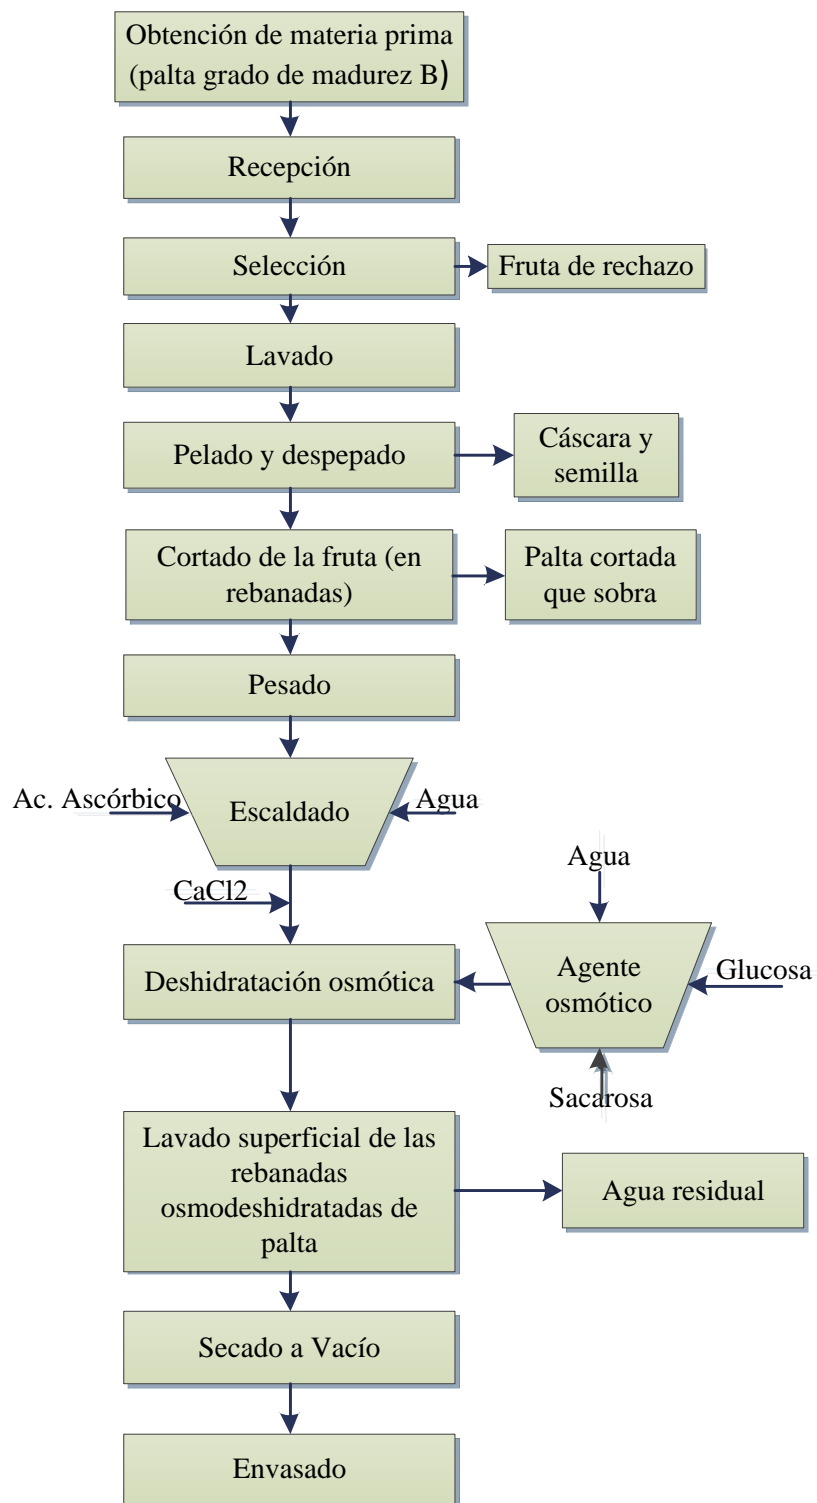 Obtención de materia prima
(palta grado de madurez B)
Recepción
Selección
Fruta de rechazo
Lavado
Pelado y despepado
Cáscara y
semilla
Cortado de la fruta (en
rebanadas)
Palta cortada
que sobra
Pesado
Ac. Ascórbico
Escaldado
Agua
CaCl2
Agua
Deshidratación osmótica
Agente
osmótico
Glucosa
Sacarosa
Lavado superficial de las
rebanadas
osmodeshidratadas de
palta
Agua residual
Secado a Vacío
Envasado